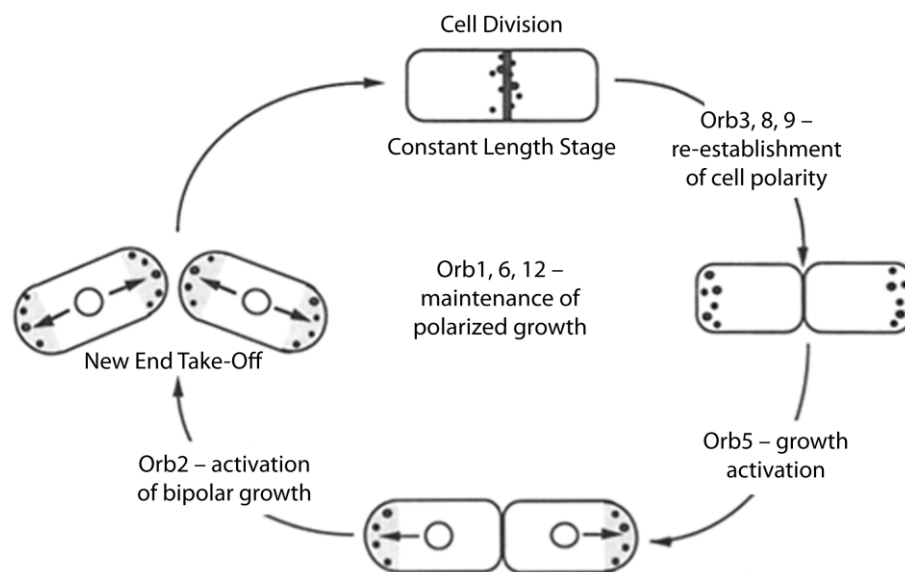 Cell Division
Constant Length Stage
Orb3, 8, 9 –
re-establishment
of cell polarity
Orb1, 6, 12 –
maintenance of
polarized growth
New End Take-Off
Orb5 – growth
activation
Orb2 – activation
of bipolar growth